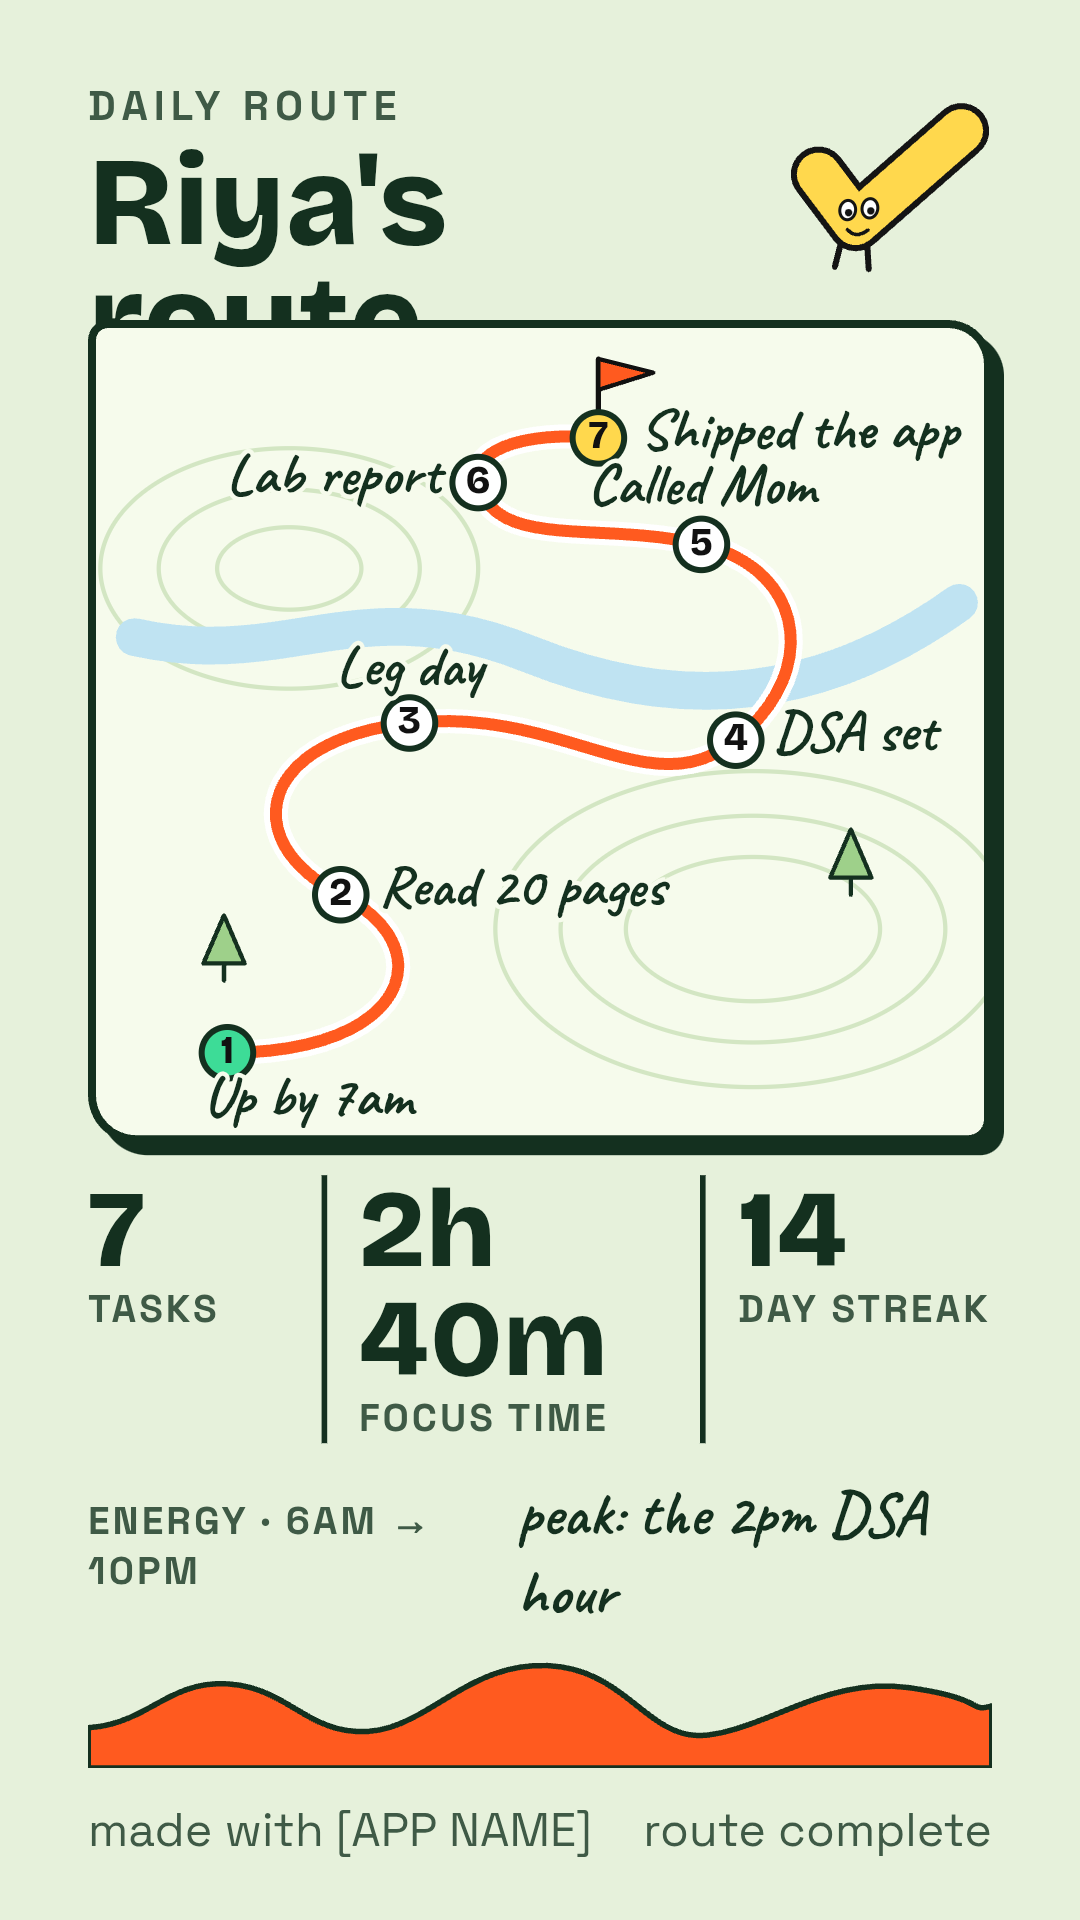 DAILY ROUTE
Riya's
route
7 Shipped the app
Lab report 6
Called Mom
5
Leg day
3
4 DSA set
2 Read 20 pages
1
Up by 7am
7
TASKS
2h
40m
FOCUS TIME
14
DAY STREAK
ENERGY · 6AM →
10PM
peak: the 2pm DSA
hour
made with [APP NAME]
route complete